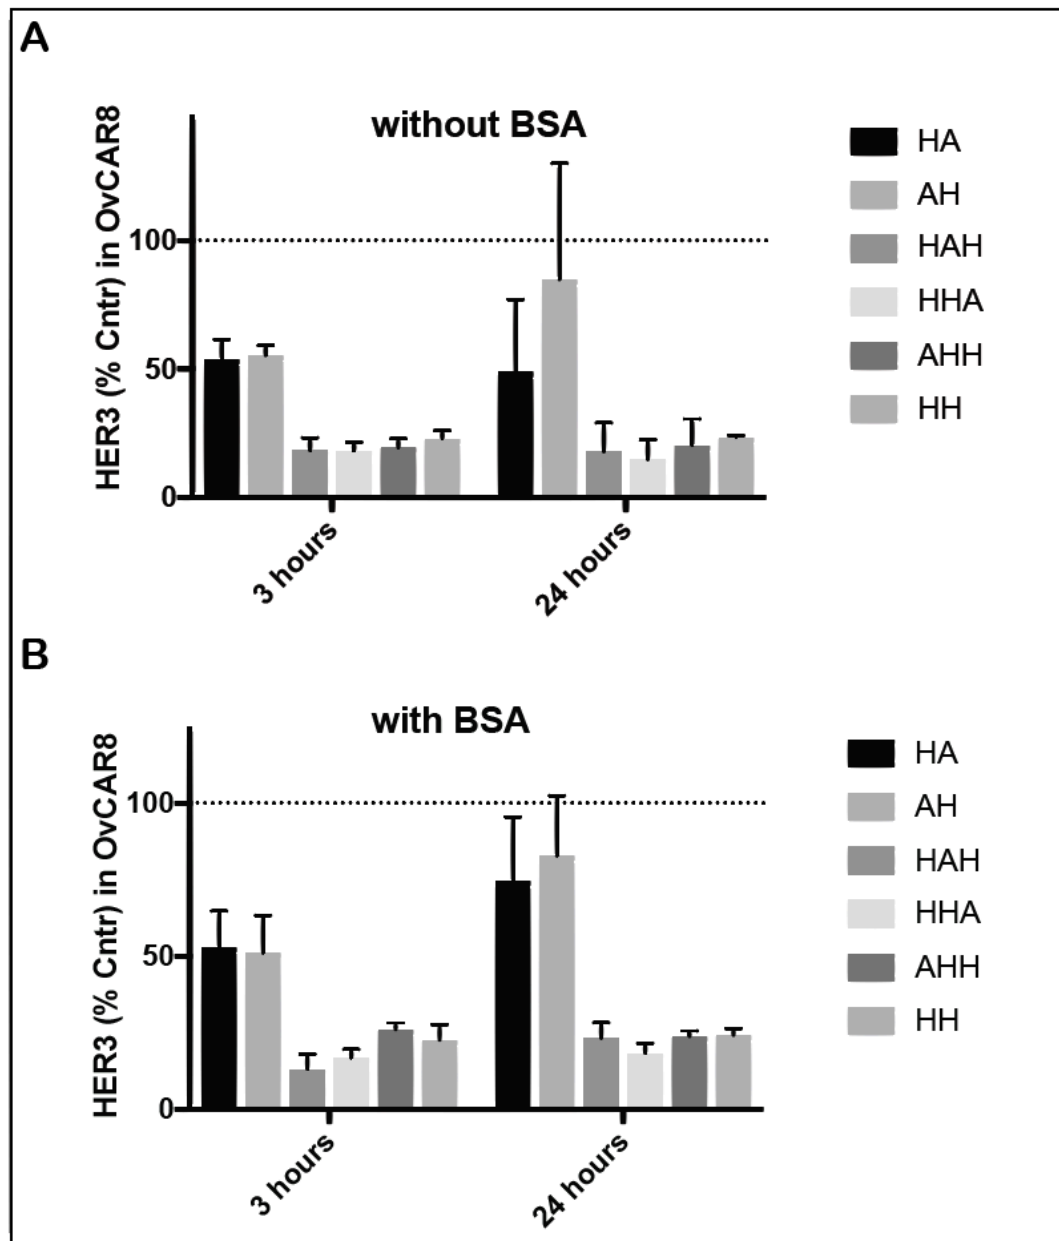 A
without BSA
HER3 (% Cntr) in OvCAR8
100
50
0
3 hours
24 hours
HA
AH
HAH
HHA
AHH
HH
B
with BSA
HER3 (% Cntr) in OvCAR8
100
50
0
3 hours
24 hours
HA
AH
HAH
HHA
AHH
HH